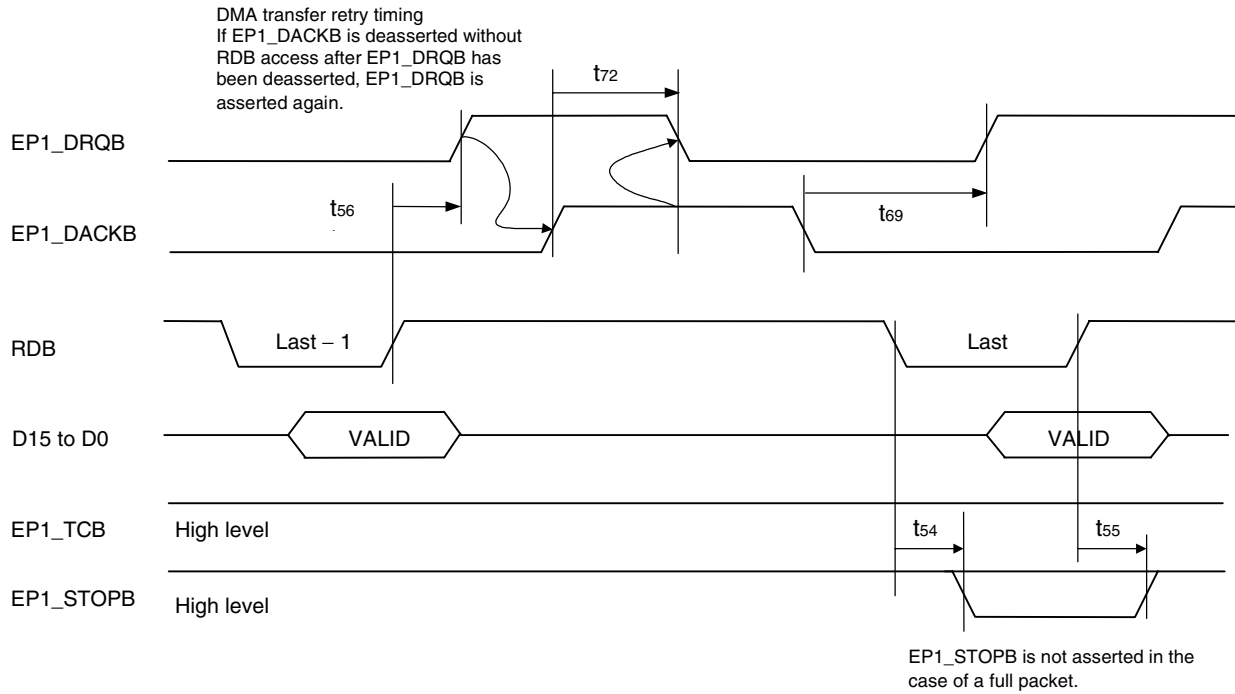 DMA transfer retry timing
If EP1_DACKB is deasserted without
RDB access after EP1_DRQB has
been deasserted, EP1_DRQB is
asserted again.
t72
EP1_DRQB
t56
t69
EP1_DACKB
RDB
Last – 1
Last
D15 to D0
VALID
VALID
EP1_TCB
High level
t54
t55
EP1_STOPB
High level
EP1_STOPB is not asserted in the
case of a full packet.